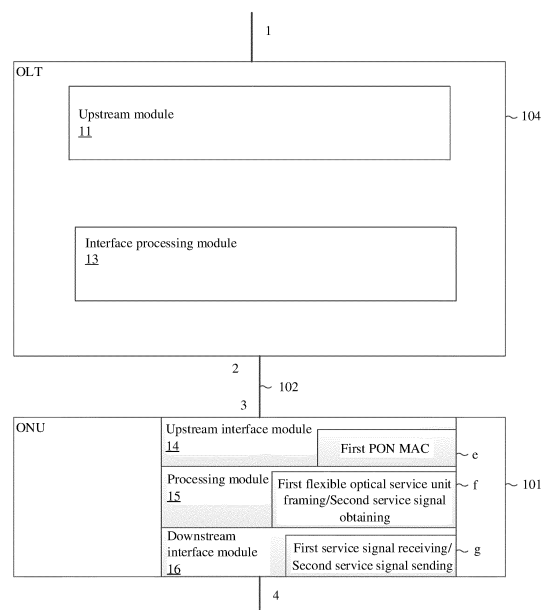 1
OLT
Upstream module
11
104
Interface processing module
13
2
102
3
ONU
Upstream interface module
14
First PON MAC
e
Processing module
15
First flexible optical service unit
framing/Second service signal
obtaining
f
101
Downstream
interface module
16
First service signal receiving/
Second service signal sending
g
4